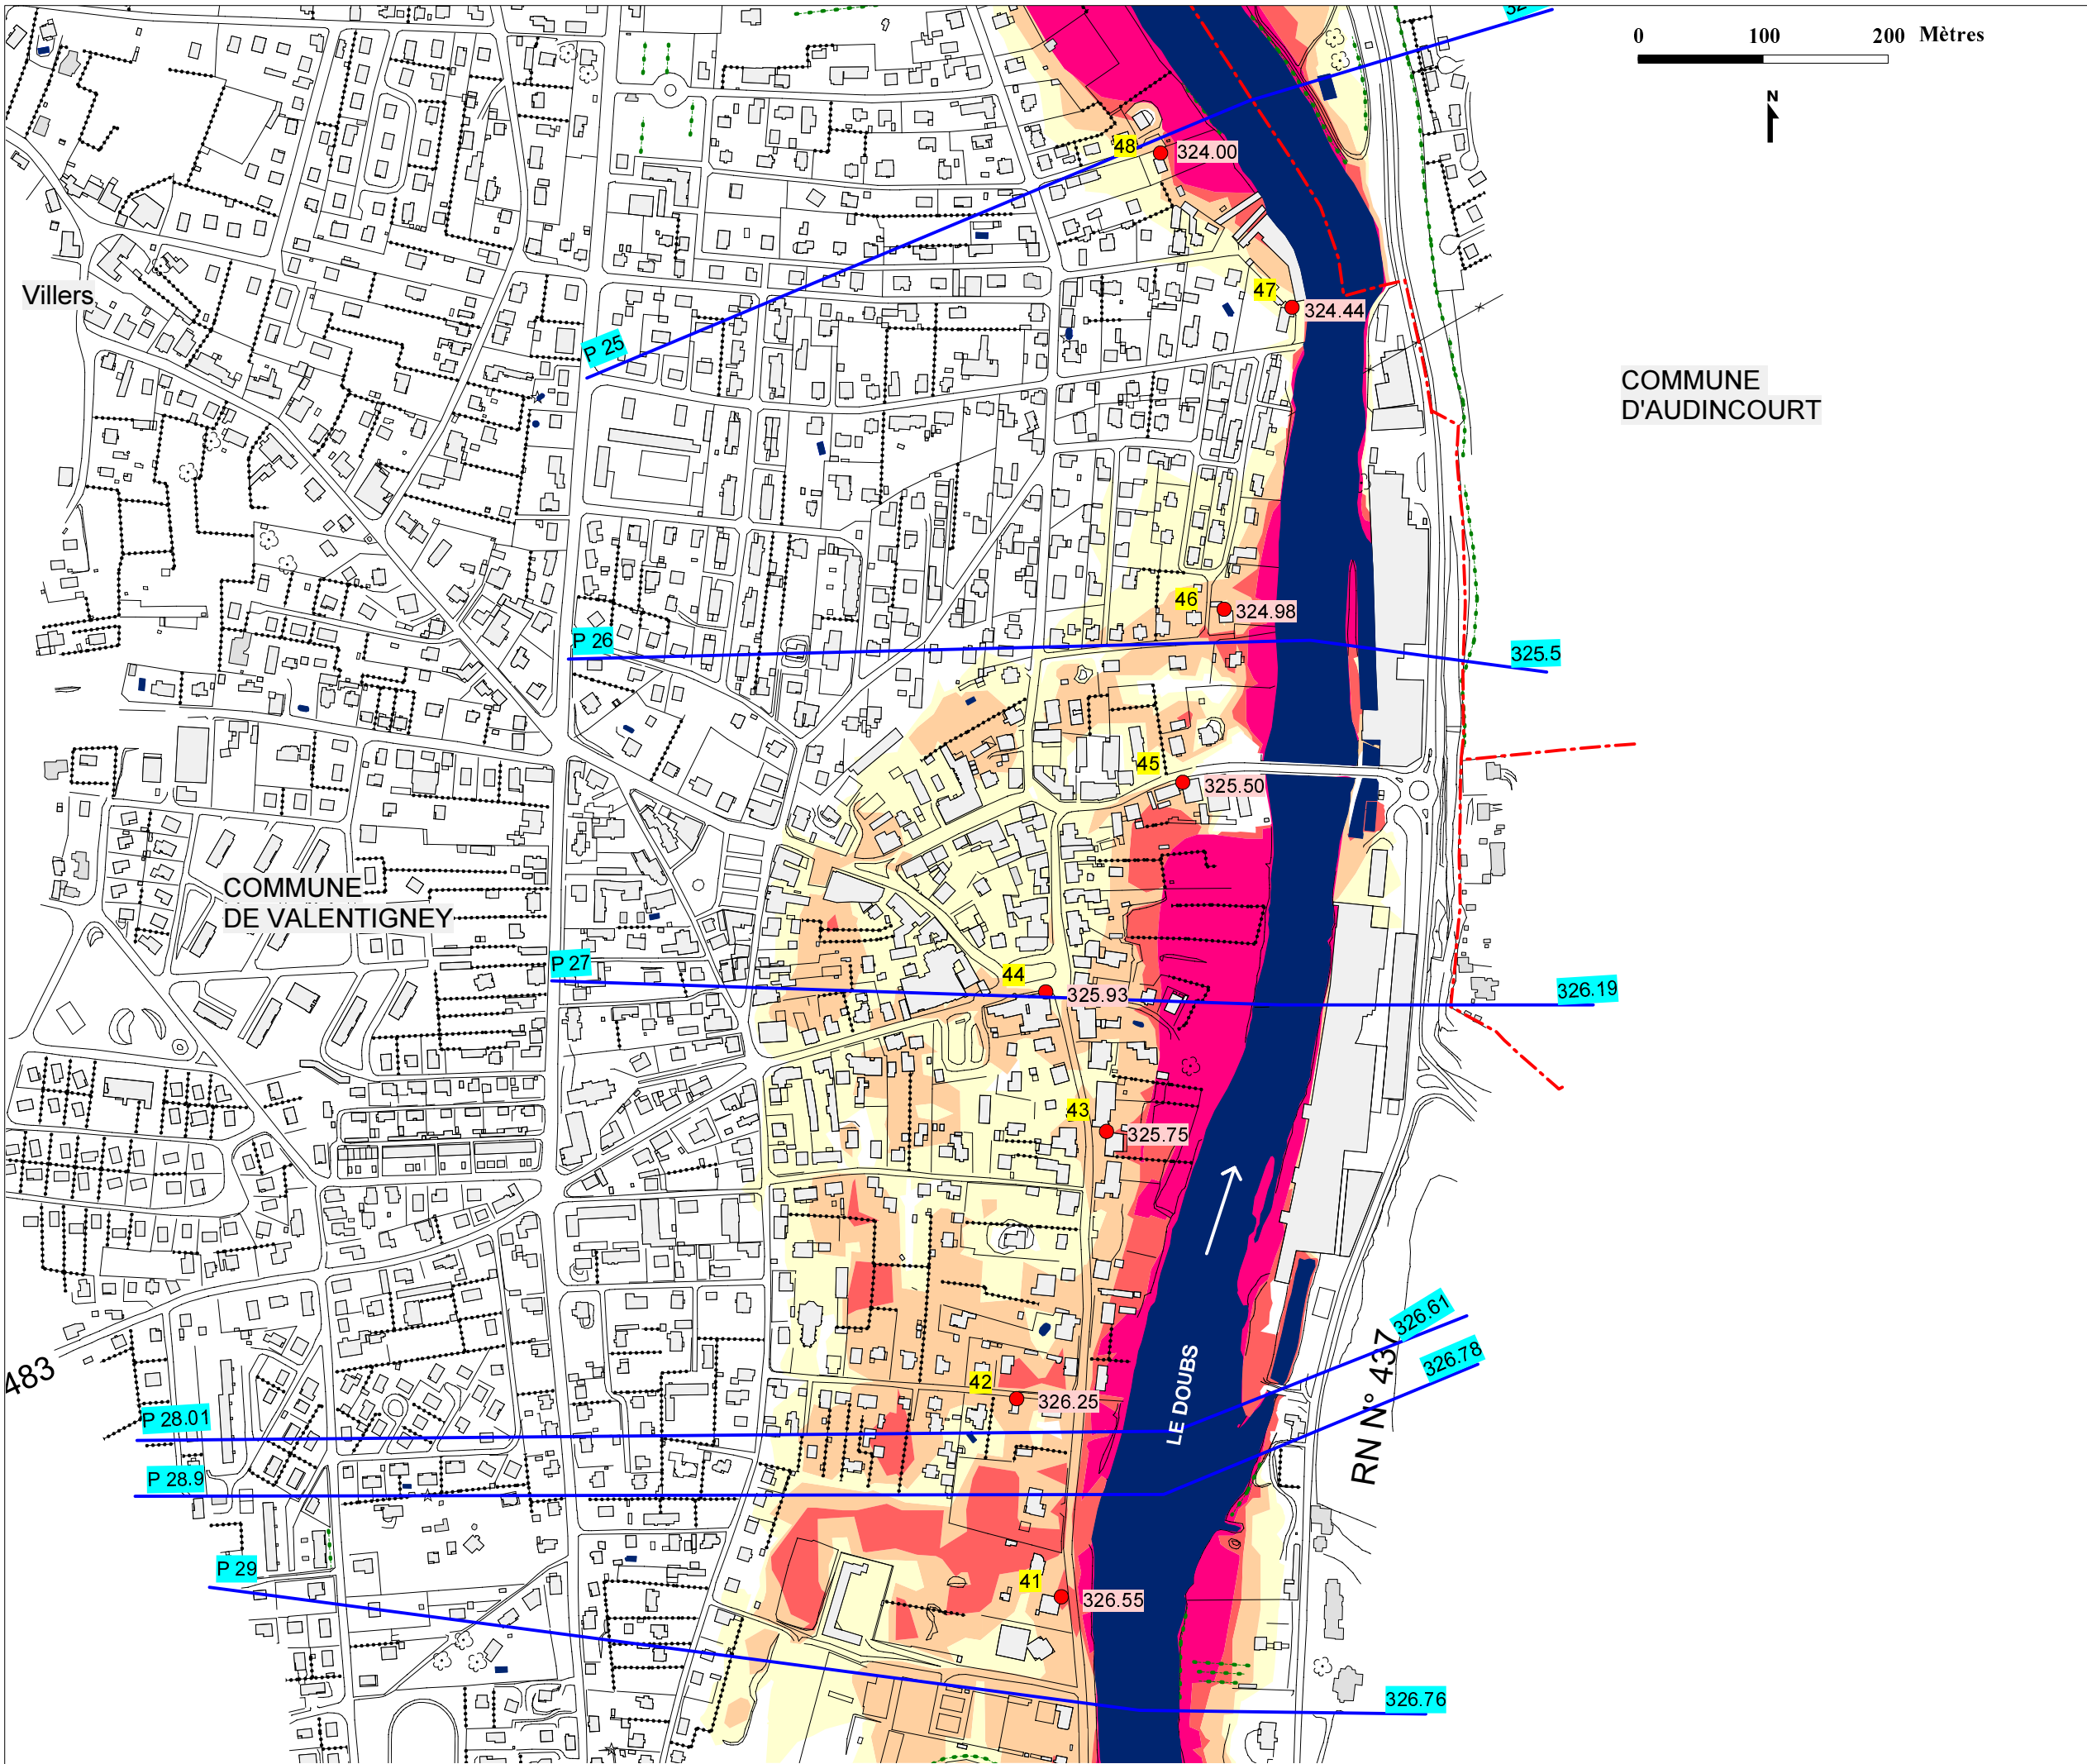 0 100 200 Mètres
N
48
324.00
47
324.44
Villers
P 25
COMMUNE
D'AUDINCOURT
46
324.98
P 26
325.5
45
325.50
COMMUNE
DE VALENTIGNEY
P 27
44
325.93
326.19
43
325.75
LE DOUBS
RN N° 437
326.61
326.78
483
42
326.25
P 28.01
P 28.9
P 29
41
326.55
326.76